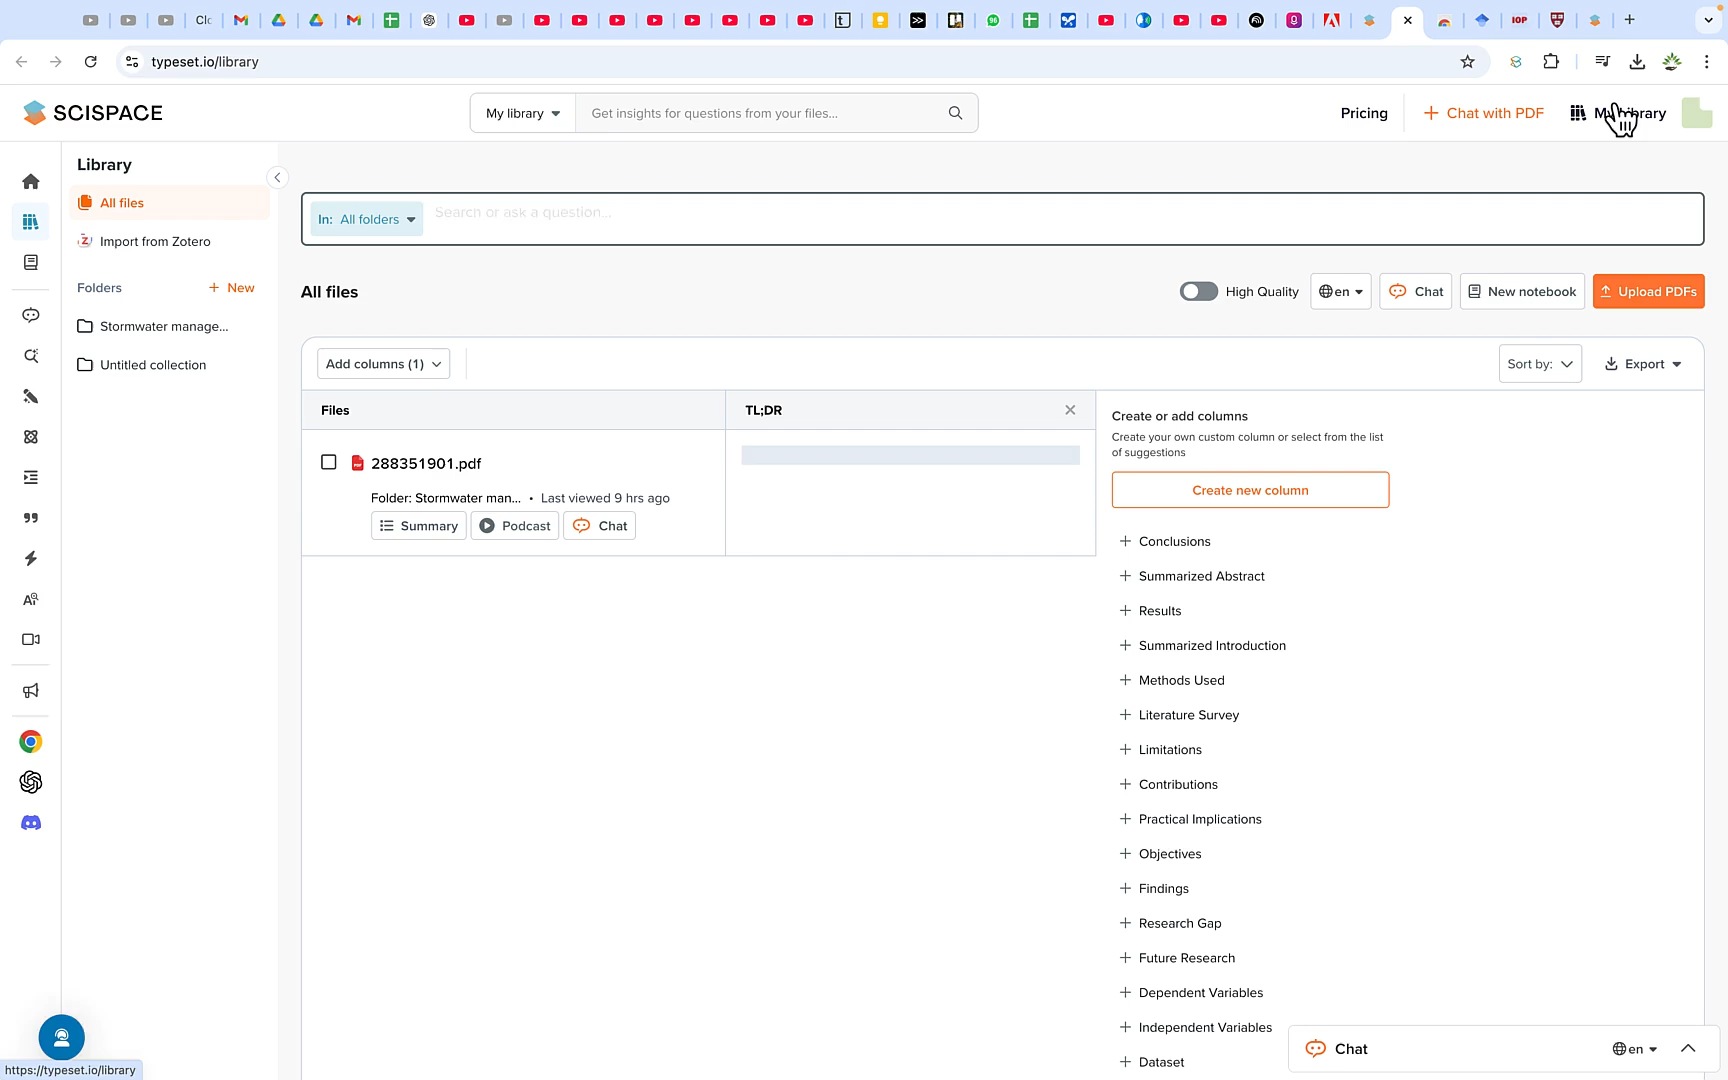 Clc
IOP
typeset.io/library
SCISPACE
My library
Get insights for questions from your files...
Pricing
Chat with PDF
Library
All files
Import from Zotero
Folders
+ New
Stormwater manage...
Untitled collection
In: All folders
Search or ask a question...
All files
High Quality
en
Chat
New notebook
Upload PDFs
Add columns (1)
Sort by:
Export
Files
TL;DR
Create or add columns
Create your own custom column or select from the list
of suggestions
288351901.pdf
Folder: Stormwater man... • Last viewed 9 hrs ago
Create new column
Summary
Podcast
Chat
Conclusions
Summarized Abstract
Results
Summarized Introduction
Methods Used
Literature Survey
Limitations
Contributions
Practical Implications
Objectives
Findings
Research Gap
Future Research
Dependent Variables
Independent Variables
Dataset
Chat
en
https://typeset.io/library